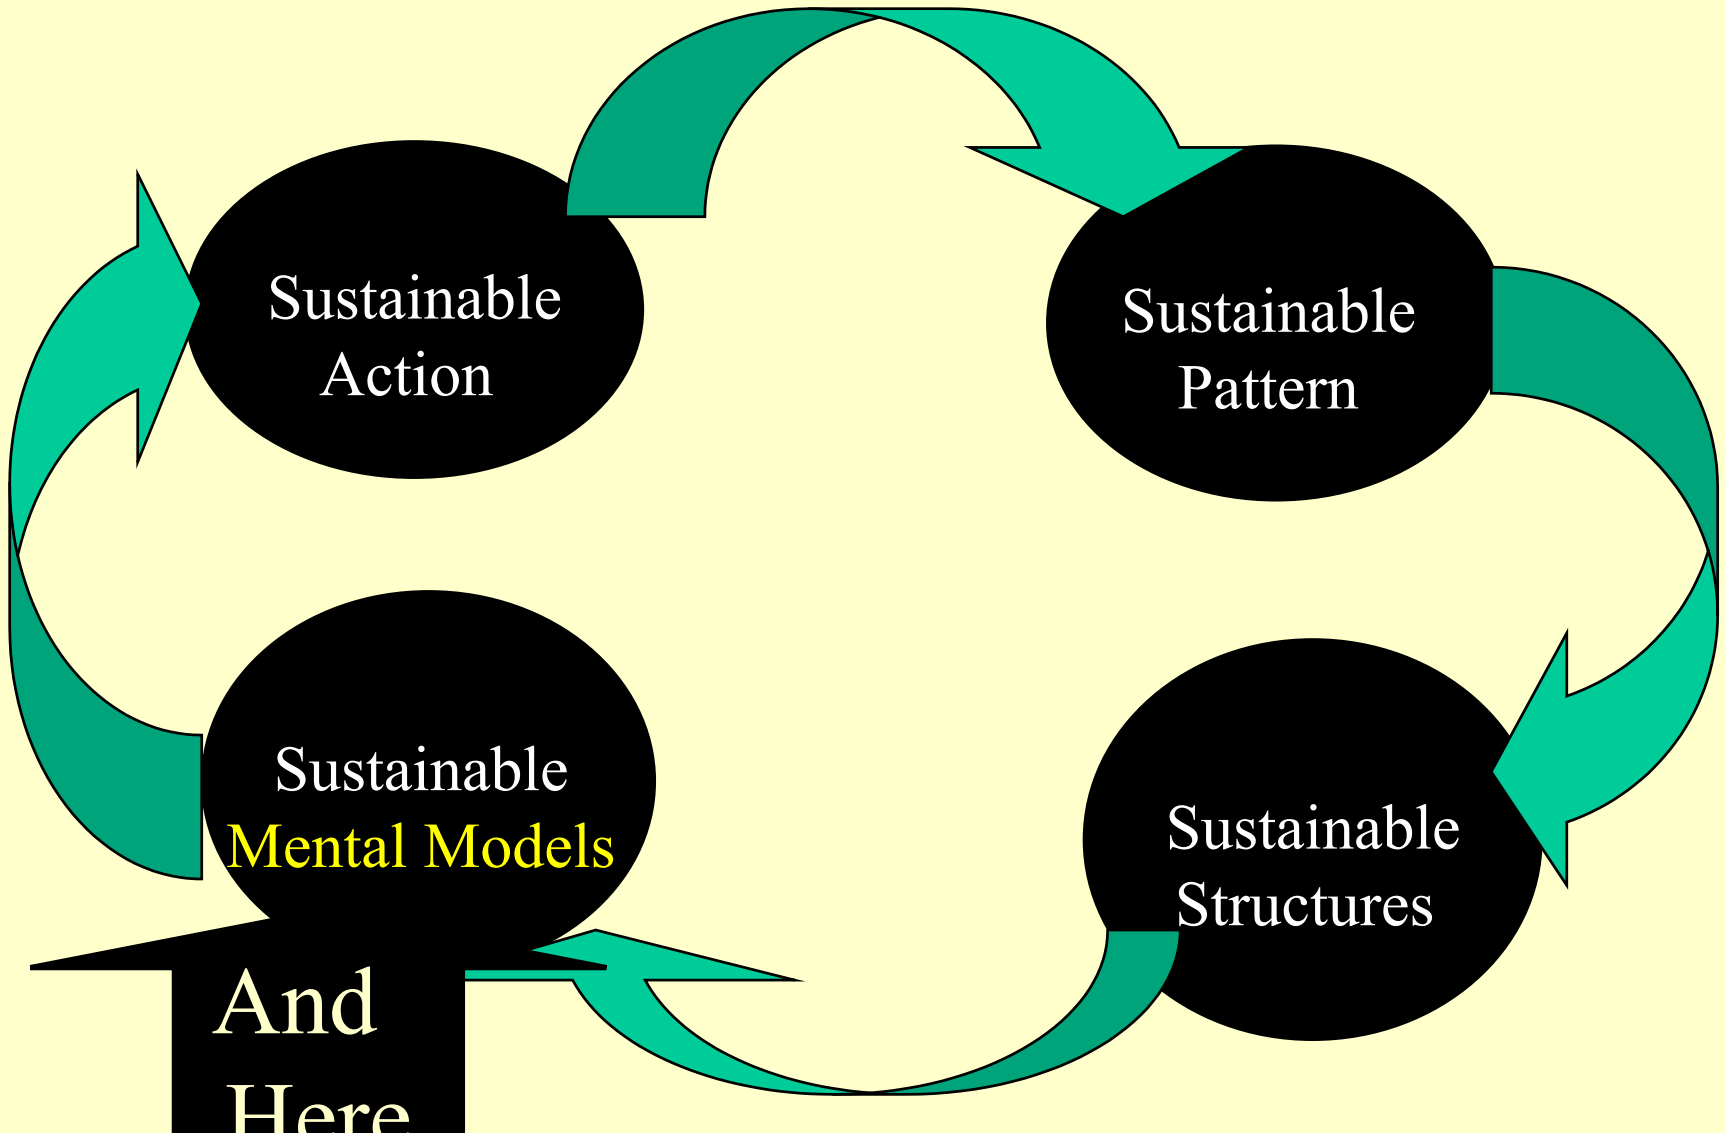 Sustainable
Action
Sustainable
Pattern
Sustainable
Mental Models
Sustainable
Structures
And
Here